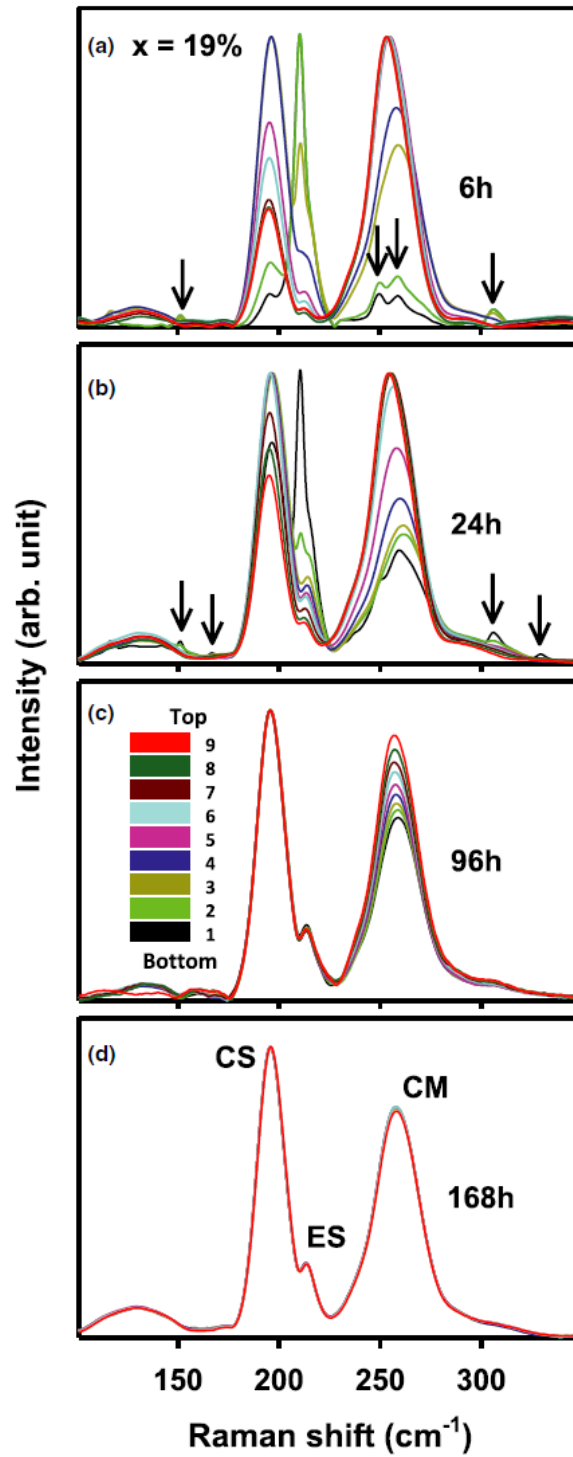 (a) x = 19%
6h
(b)
24h
Intensity (arb. unit)
(c)
Top
9
8
7
6
5
4
3
2
1
Bottom
96h
(d)
CS
CM
ES
168h
150 200 250 300
Raman shift (cm⁻¹)